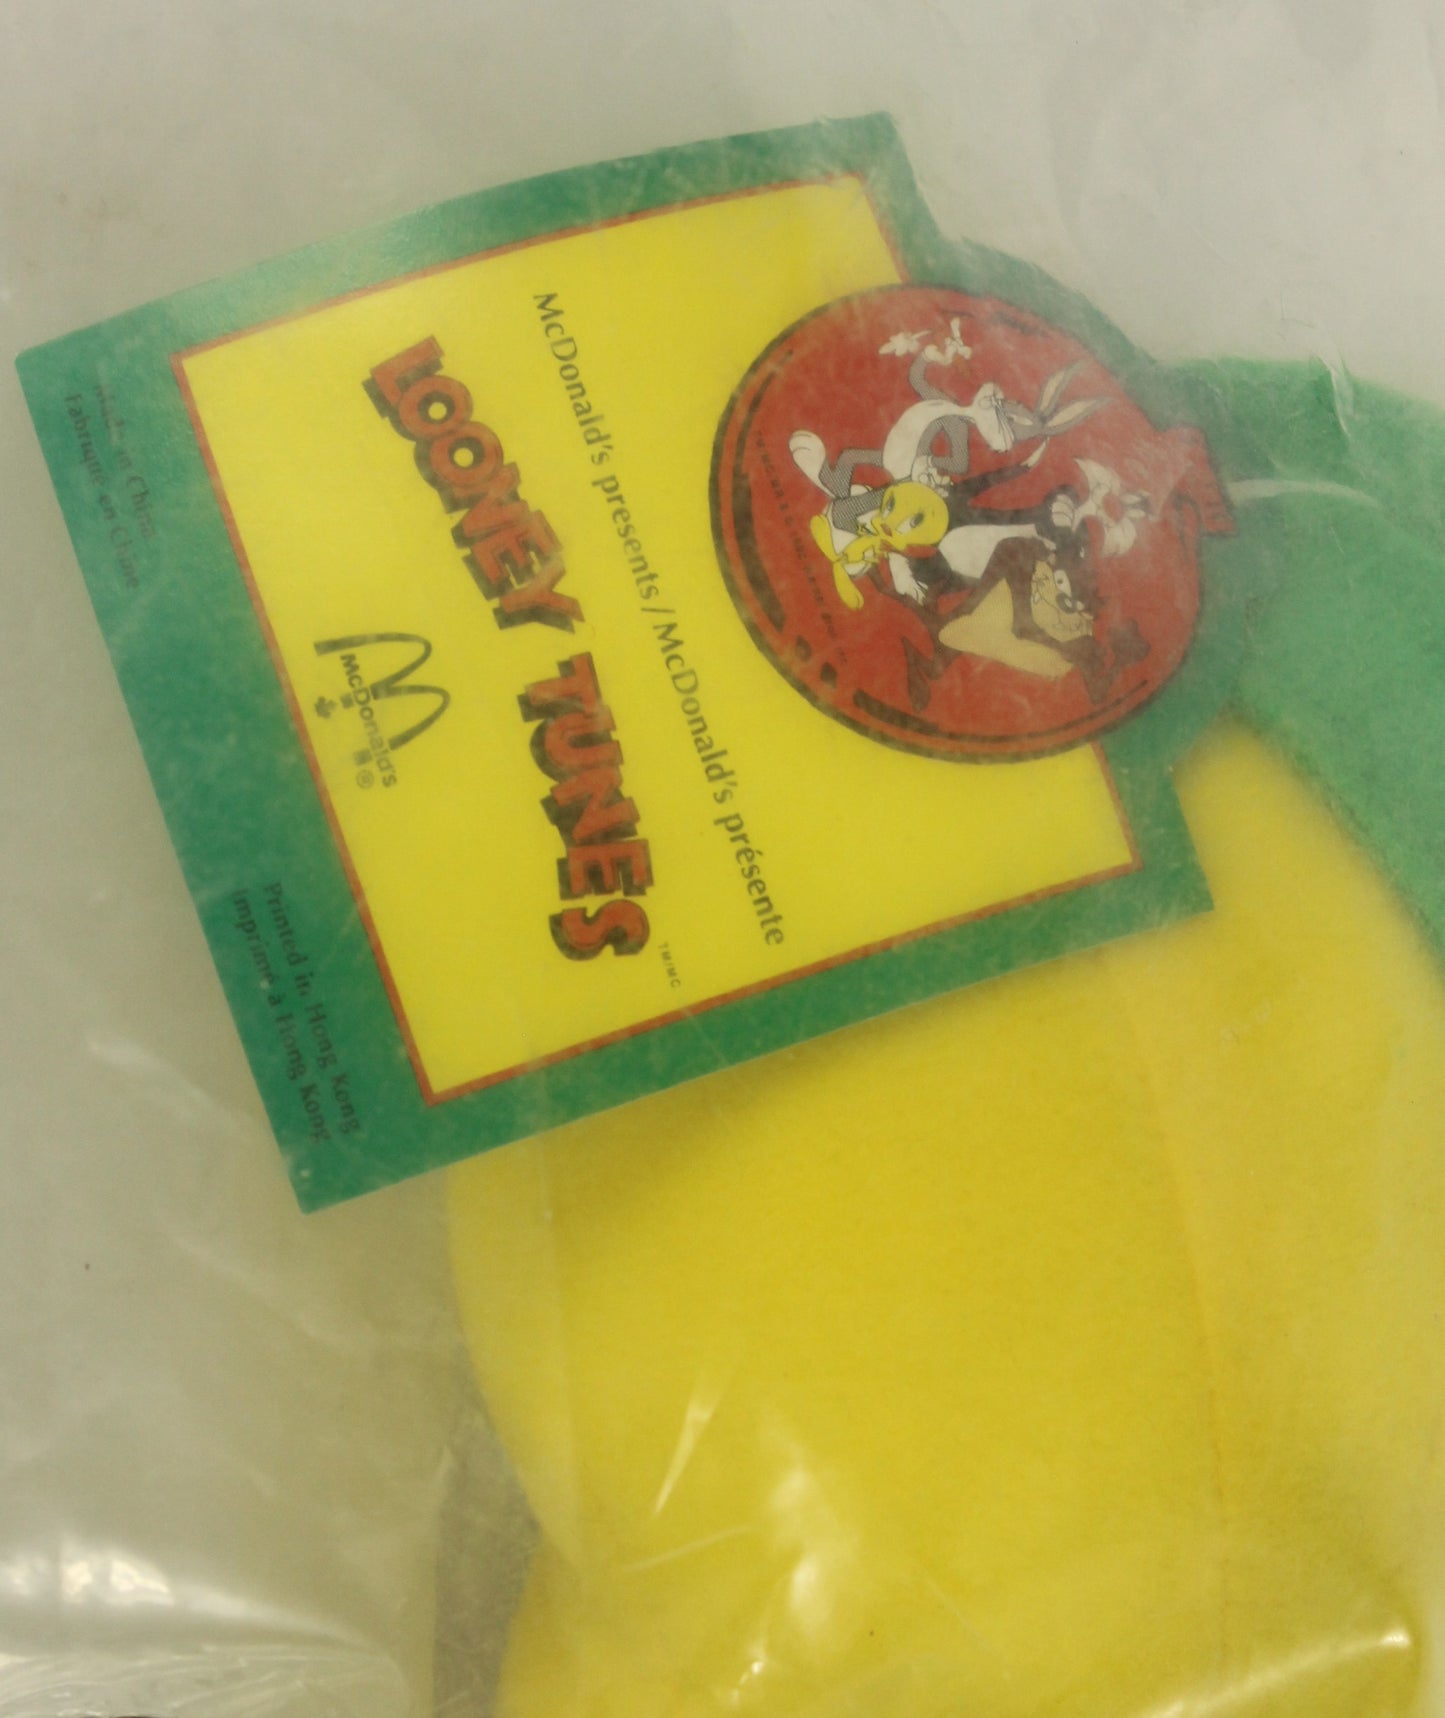 McDonald's presents/McDonald's présente
LOONEY TUNES
TM/MC
McDonald's
Made in China
Fabriqué en Chine
Printed in Hong Kong
Imprimé à Hong Kong